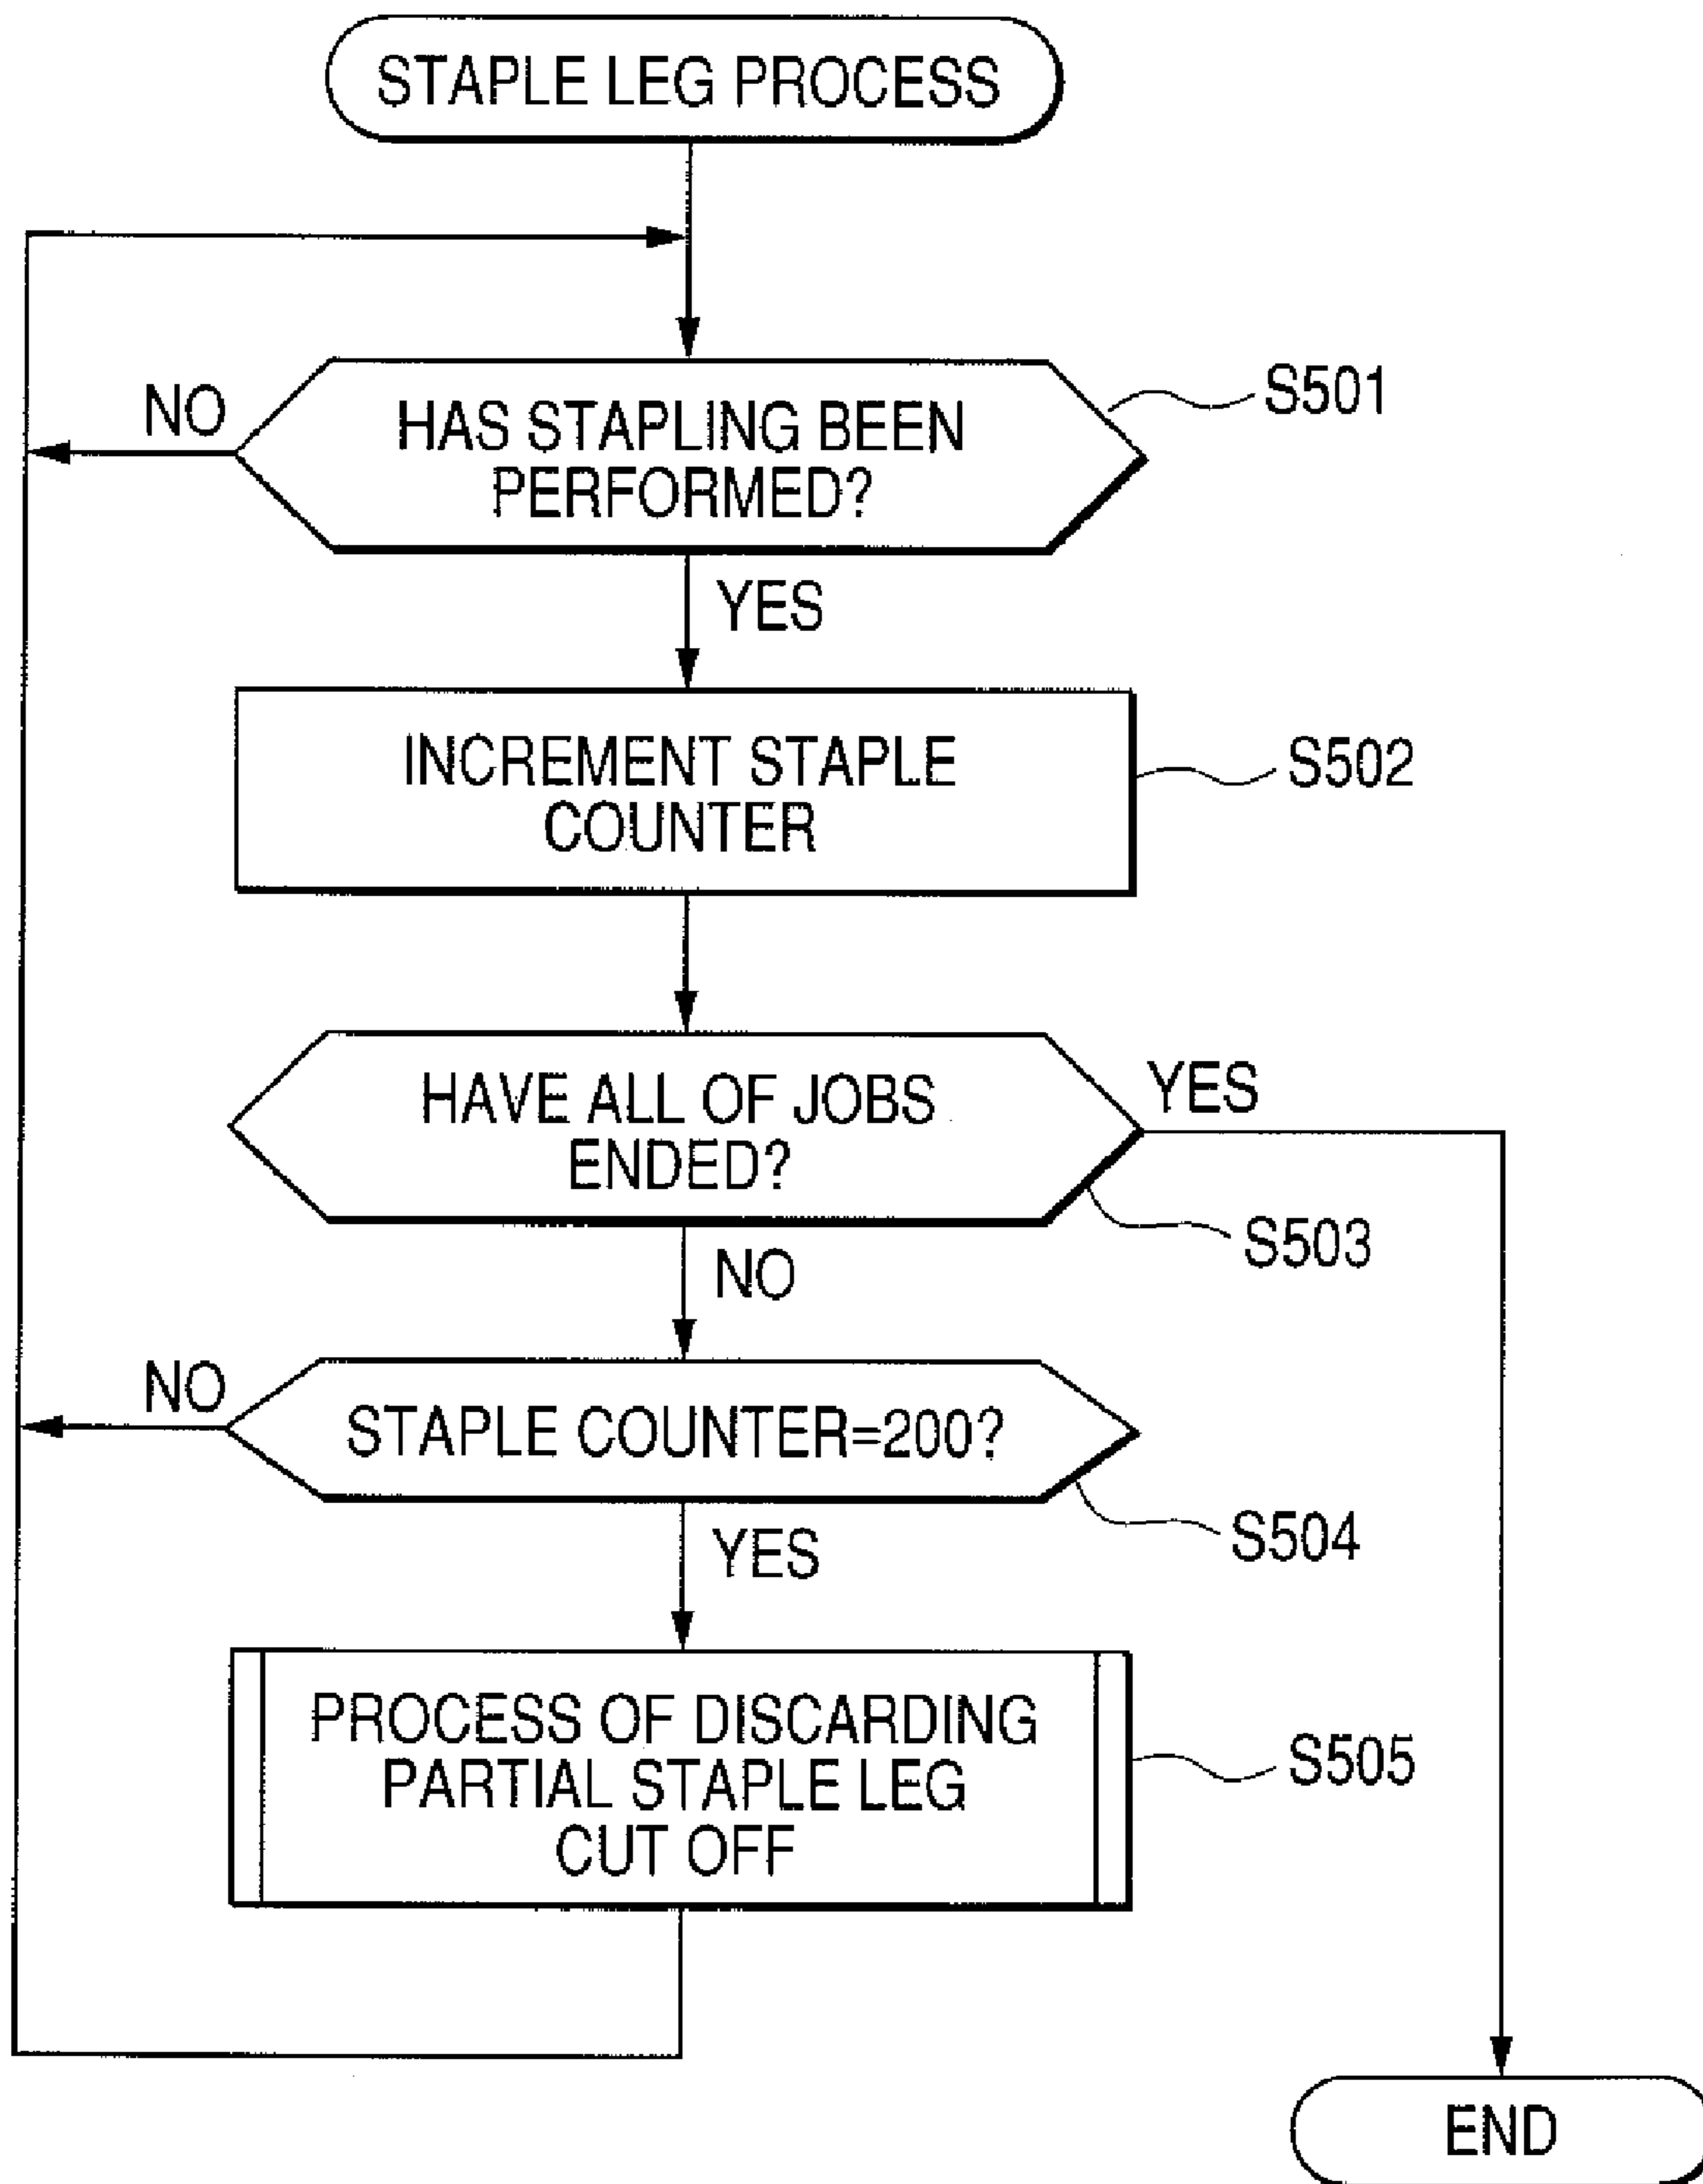 STAPLE LEG PROCESS
NO
HAS STAPLING BEEN
PERFORMED?
S501
YES
INCREMENT STAPLE
COUNTER
S502
HAVE ALL OF JOBS
ENDED?
YES
S503
NO
NO
STAPLE COUNTER=200?
S504
YES
PROCESS OF DISCARDING
PARTIAL STAPLE LEG
CUT OFF
S505
END